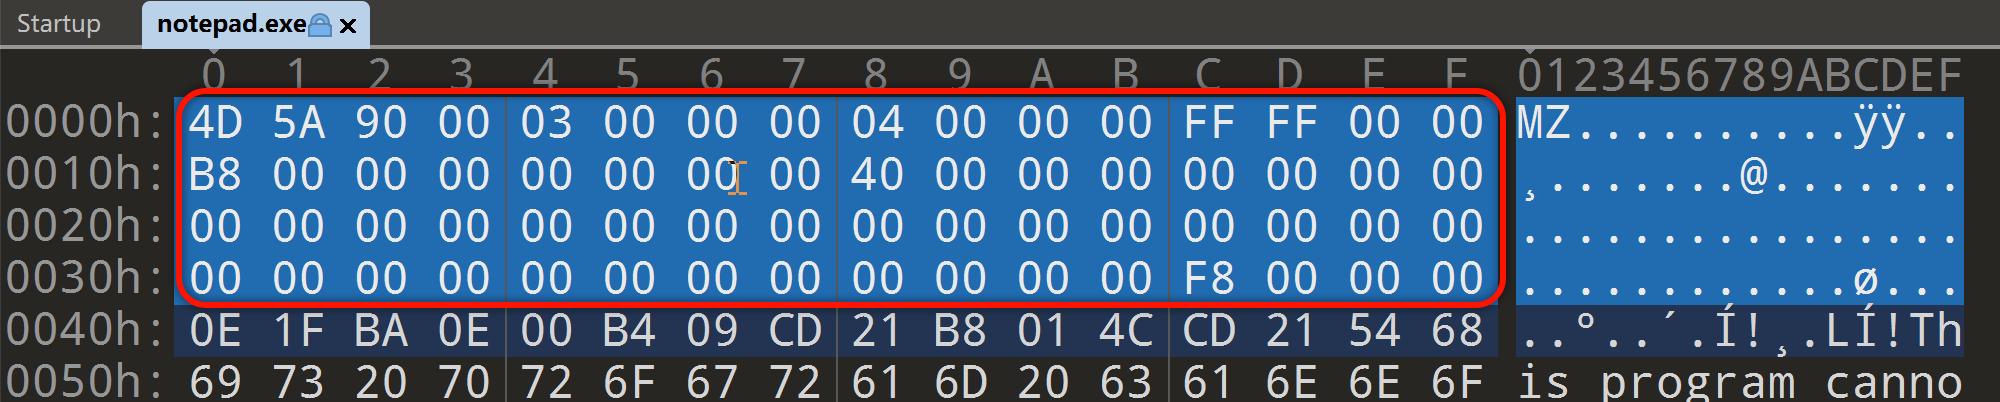 Startup notepad.exe
0 1 2 3 4 5 6 7 8 9 A B C D E F 0123456789ABCDEF
0000h: 4D 5A 90 00 03 00 00 00 04 00 00 00 FF FF 00 00 MZ..........ÿÿ..
0010h: B8 00 00 00 00 00 00 00 40 00 00 00 00 00 00 00 ¸.......@.......
0020h: 00 00 00 00 00 00 00 00 00 00 00 00 00 00 00 00 ................
0030h: 00 00 00 00 00 00 00 00 00 00 00 00 F8 00 00 00 ............ø...
0040h: 0E 1F BA 0E 00 B4 09 CD 21 B8 01 4C CD 21 54 68 ..º..´.Í!¸.LÍ!Th
0050h: 69 73 20 70 72 6F 67 72 61 6D 20 63 61 6E 6E 6F is program canno